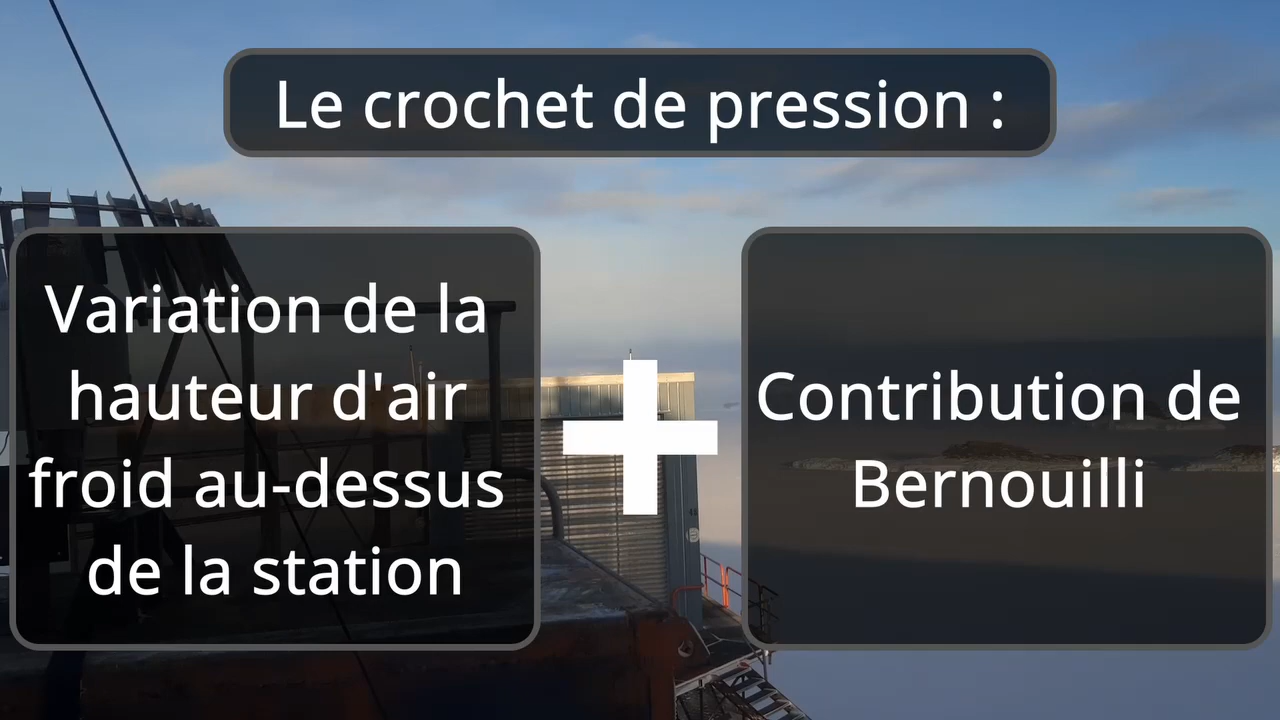 Le crochet de pression :
Variation de la
hauteur d'air
froid au-dessus
de la station
+
Contribution de
Bernouilli